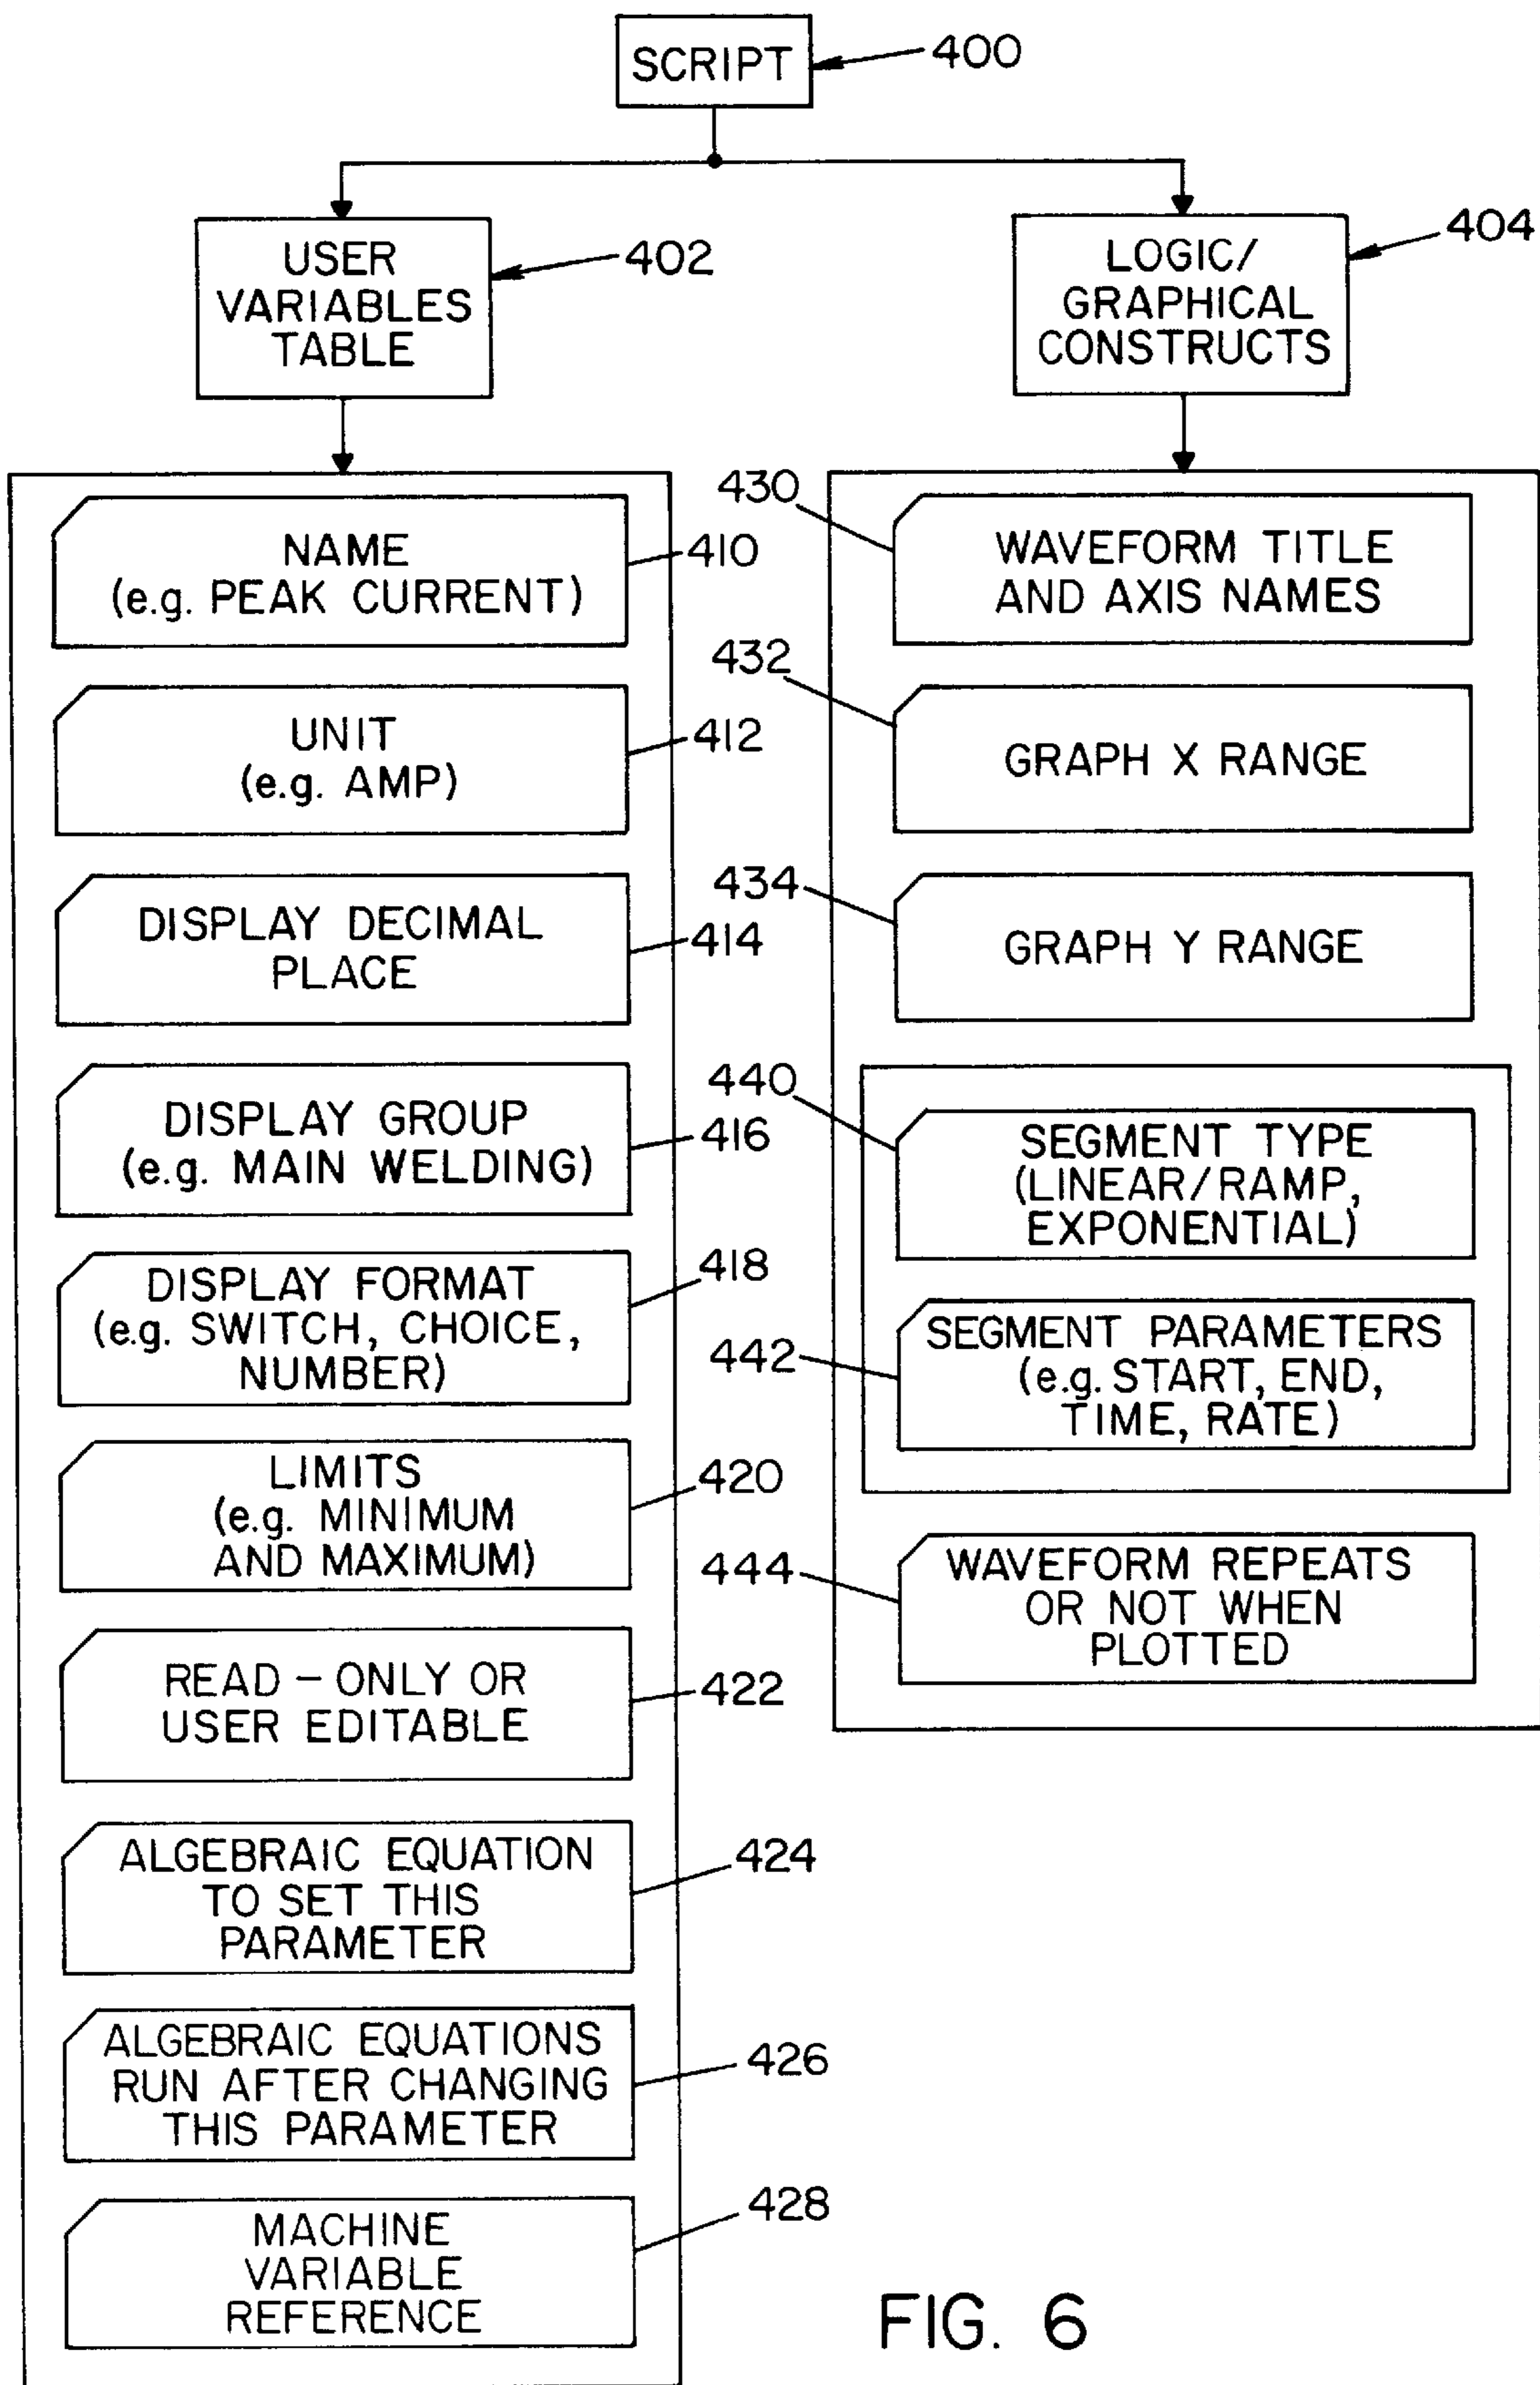 SCRIPT
400
USER
VARIABLES
TABLE
402
LOGIC/
GRAPHICAL
CONSTRUCTS
404
NAME
(e.g. PEAK CURRENT)
410
UNIT
(e.g. AMP)
412
DISPLAY DECIMAL
PLACE
414
DISPLAY GROUP
(e.g. MAIN WELDING)
416
DISPLAY FORMAT
(e.g. SWITCH, CHOICE,
NUMBER)
418
LIMITS
(e.g. MINIMUM
AND MAXIMUM)
420
READ-ONLY OR
USER EDITABLE
422
ALGEBRAIC EQUATION
TO SET THIS
PARAMETER
424
ALGEBRAIC EQUATIONS
RUN AFTER CHANGING
THIS PARAMETER
426
MACHINE
VARIABLE
REFERENCE
428
430
WAVEFORM TITLE
AND AXIS NAMES
432
GRAPH X RANGE
434
GRAPH Y RANGE
440
SEGMENT TYPE
(LINEAR/RAMP,
EXPONENTIAL)
442
SEGMENT PARAMETERS
(e.g. START, END,
TIME, RATE)
444
WAVEFORM REPEATS
OR NOT WHEN
PLOTTED
FIG. 6